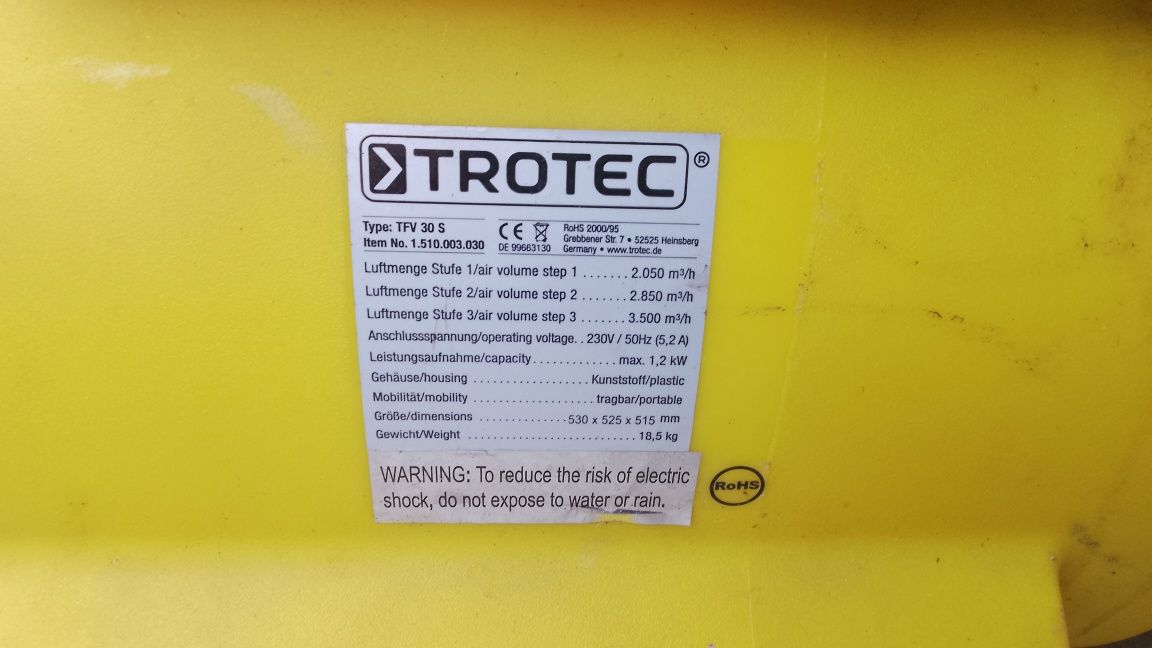 TROTEC®
Type: TFV 30 S
Item No. 1.510.003.030
CE
DE 99663130
RoHS 2000/95
Grebbener Str. 7 • 52525 Heinsberg
Germany • www.trotec.de
Luftmenge Stufe 1/air volume step 1 ....... 2.050 m³/h
Luftmenge Stufe 2/air volume step 2 ....... 2.850 m³/h
Luftmenge Stufe 3/air volume step 3 ....... 3.500 m³/h
Anschlussspannung/operating voltage. . 230V / 50Hz (5,2 A)
Leistungsaufnahme/capacity ............. max. 1,2 kW
Gehäuse/housing .................. Kunststoff/plastic
Mobilität/mobility ................... tragbar/portable
Größe/dimensions ............. 530 x 525 x 515 mm
Gewicht/Weight ......................... 18,5 kg
WARNING: To reduce the risk of electric
shock, do not expose to water or rain.
RoHS